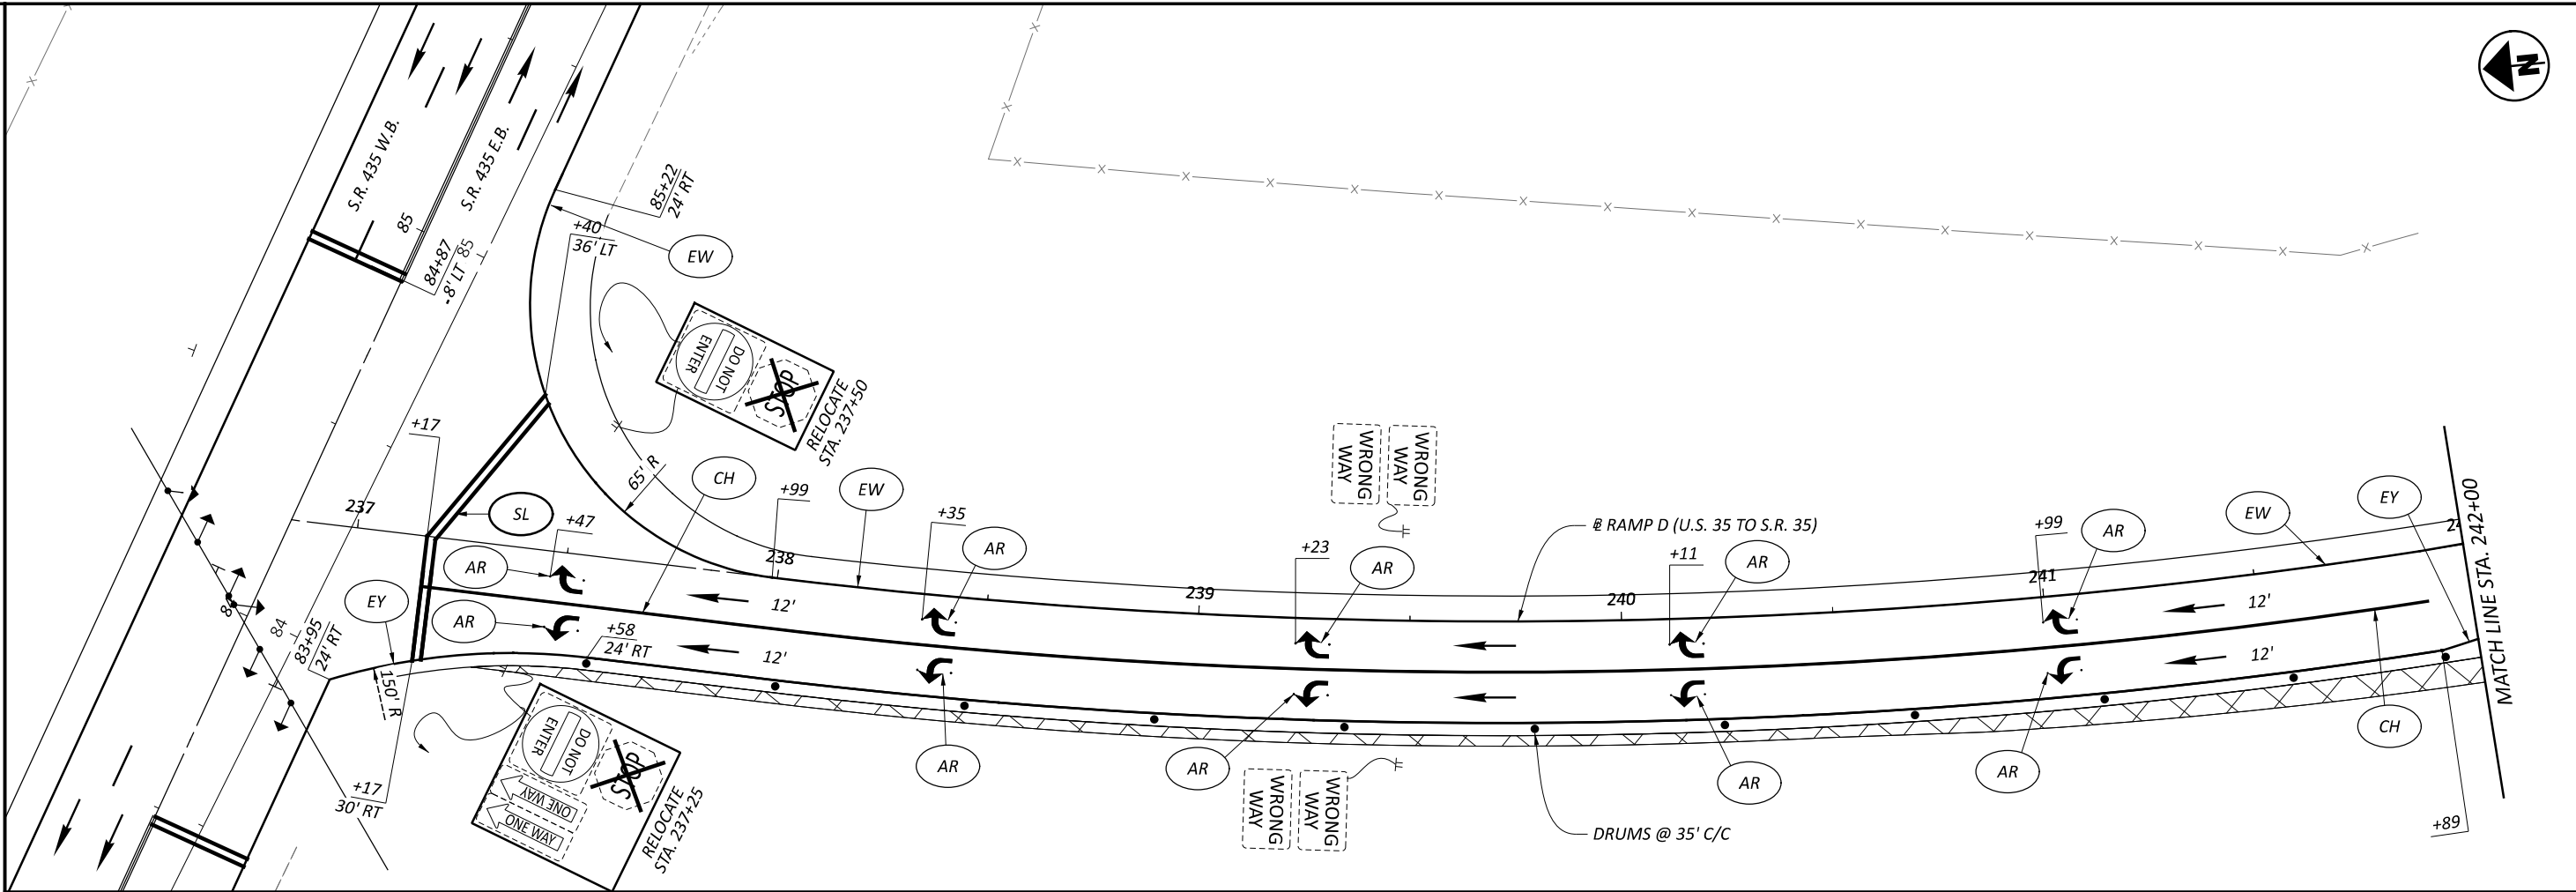 N
S.R. 435 W.B.
S.R. 435 E.B.
85
85
84+87
8' LT
85+22
24' RT
+40
36' LT
EW
DO NOT
ENTER
STOP
RELOCATE
STA. 237+50
+17
237
SL
+47
65' R
CH
+99
238
EW
+35
AR
AR
AR
EY
84
84
83+95
24' RT
150' R
+17
30' RT
+58
24' RT
12'
12'
DO NOT
ENTER
STOP
ONE WAY
ONE WAY
RELOCATE
STA. 237+25
AR
239
WRONG
WAY
WRONG
WAY
+23
AR
AR
WRONG
WAY
WRONG
WAY
RAMP D (U.S. 35 TO S.R. 35)
240
+11
AR
AR
DRUMS @ 35' C/C
+99
241
AR
AR
12'
12'
EW
EY
CH
+89
MATCH LINE STA. 242+00